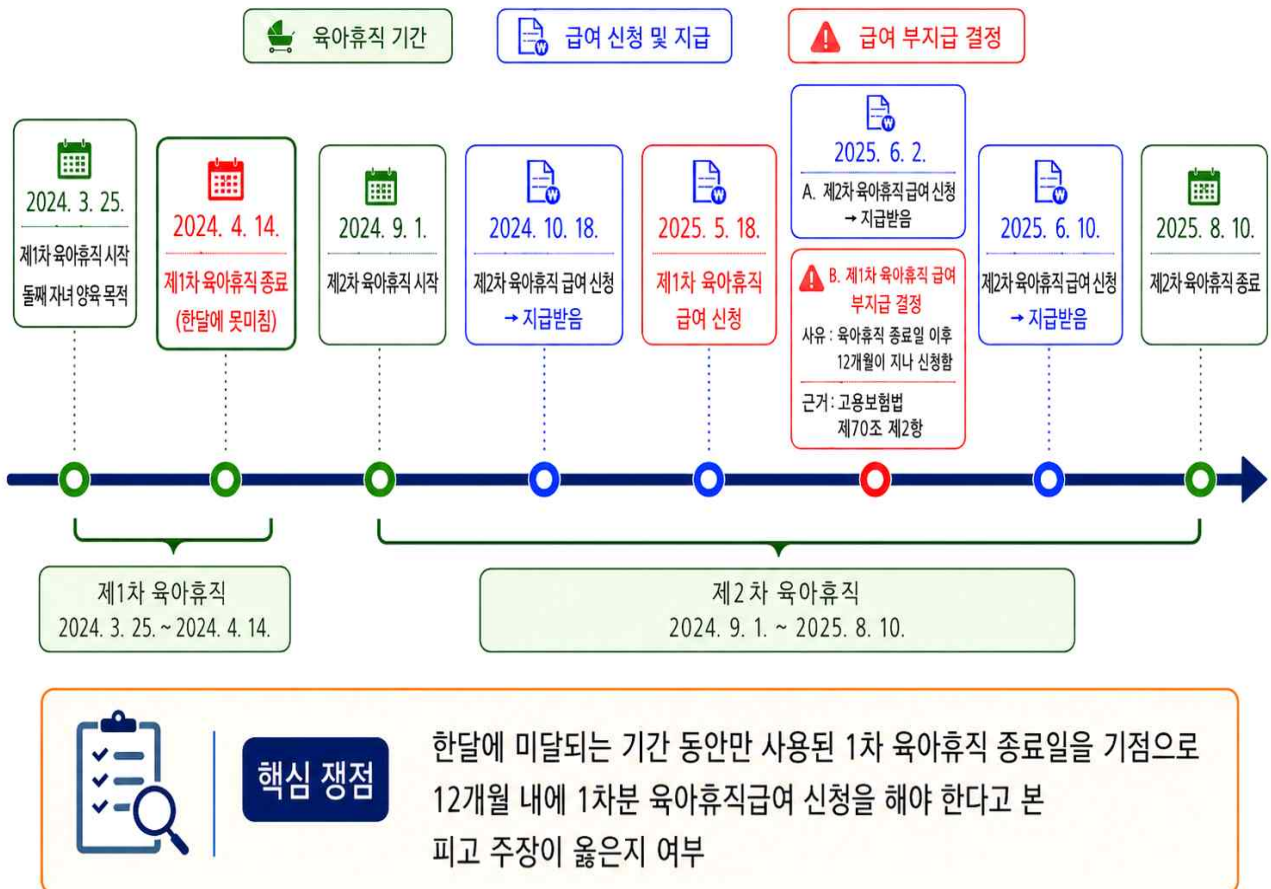 육아휴직 기간
급여 신청 및 지급
급여 부지급 결정
2024. 3. 25.
제1차 육아휴직 시작
둘째 자녀 양육 목적
2024. 4. 14.
제1차 육아휴직 종료
(한달에 못미침)
2024. 9. 1.
제2차 육아휴직 시작
2024. 10. 18.
제2차 육아휴직 급여 신청
→ 지급받음
2025. 5. 18.
제1차 육아휴직
급여 신청
2025. 6. 2.
A. 제2차 육아휴직 급여 신청
→ 지급받음
B. 제1차 육아휴직 급여
부지급 결정
사유 : 육아휴직 종료일 이후
12개월이 지나 신청함
근거 : 고용보험법
제70조 제2항
2025. 6. 10.
제2차 육아휴직 급여 신청
→ 지급받음
2025. 8. 10.
제2차 육아휴직 종료
제1차 육아휴직
2024. 3. 25. ~ 2024. 4. 14.
제2차 육아휴직
2024. 9. 1. ~ 2025. 8. 10.
핵심 쟁점
한달에 미달되는 기간 동안만 사용된 1차 육아휴직 종료일을 기점으로
12개월 내에 1차분 육아휴직급여 신청을 해야 한다고 본
피고 주장이 옳은지 여부